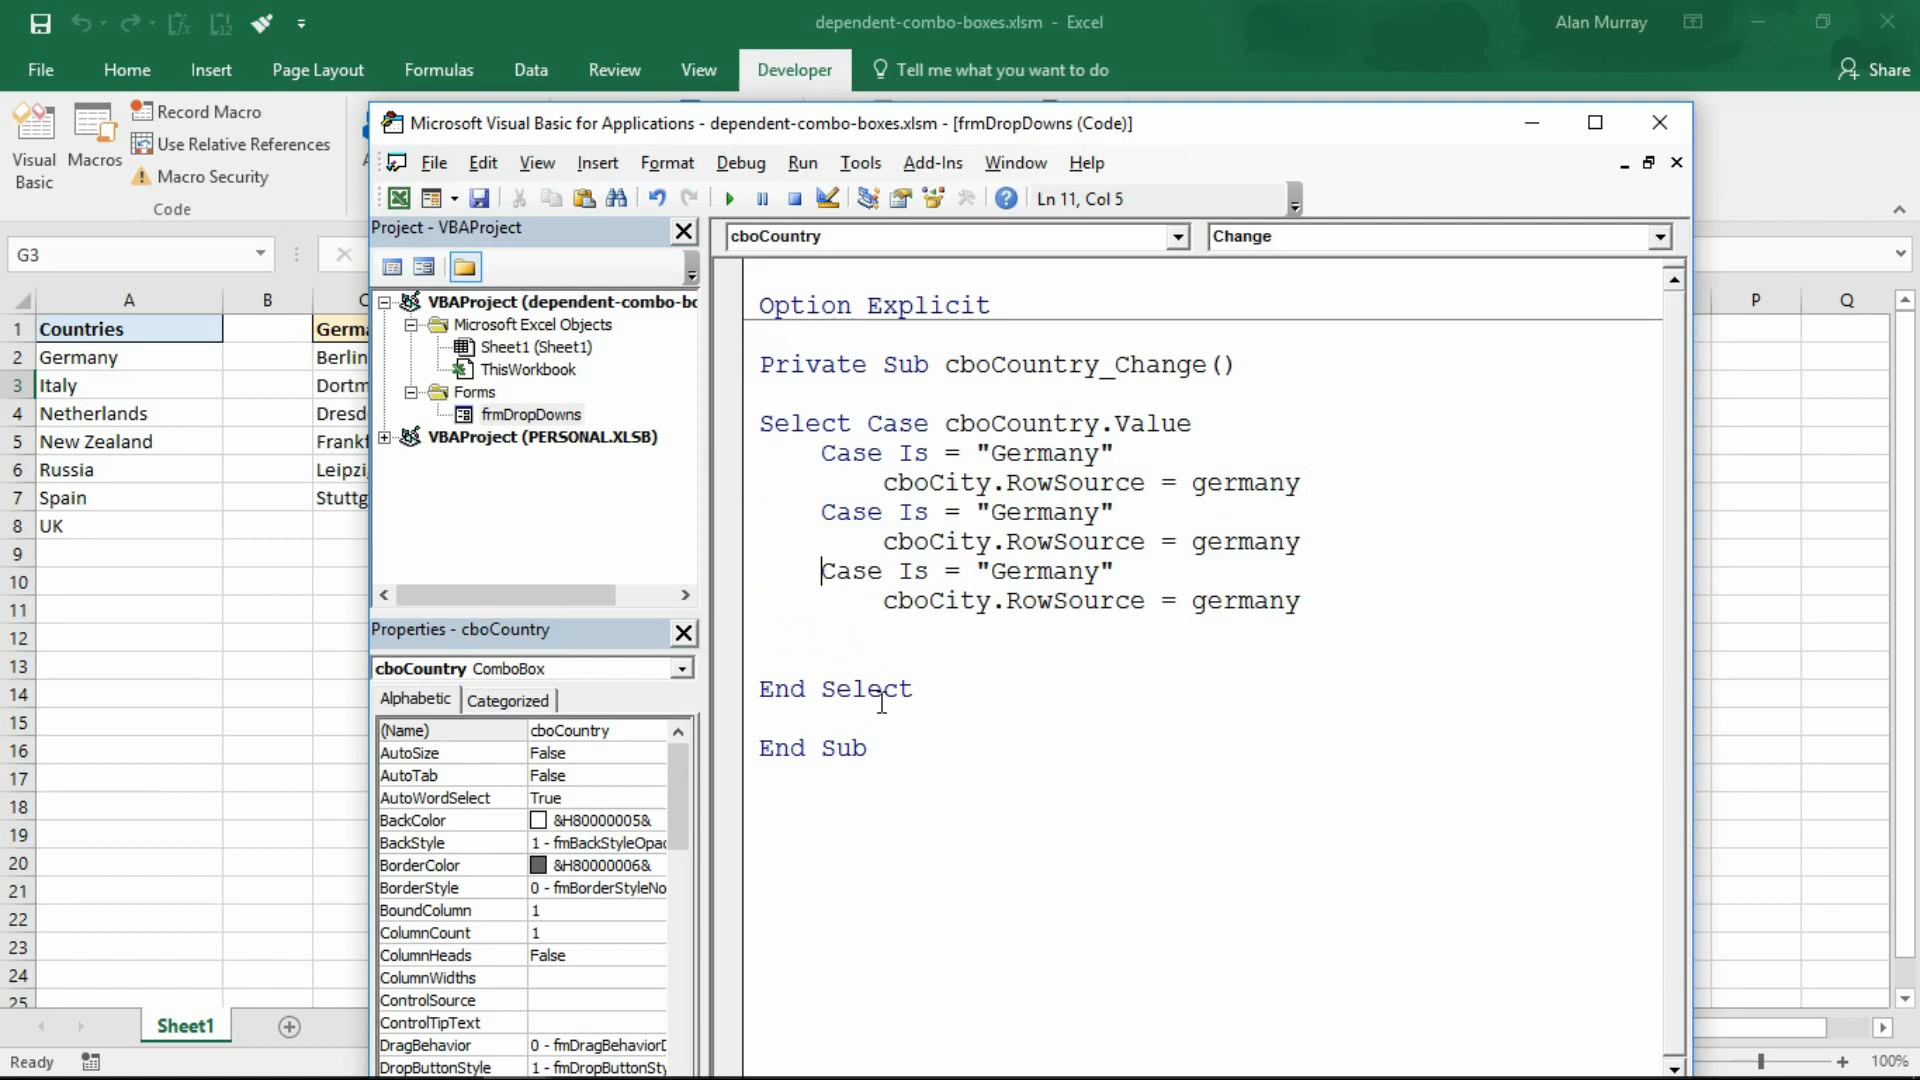 dependent-combo-boxes.xlsm - Excel
Alan Murray
File Home Insert Page Layout Formulas Data Review View Developer Tell me what you want to do Share
Visual Basic
Macros
Record Macro
Use Relative References
Macro Security
Code
G3
A B P Q
1 Countries
2 Germany Berlin
3 Italy
4 Netherlands
5 New Zealand
6 Russia
7 Spain
8 UK
9
10
11
12
13
14
15
16
17
18
19
20
21
22
23
24
25
Sheet1
Ready
100%
Microsoft Visual Basic for Applications - dependent-combo-boxes.xlsm - [frmDropDowns (Code)]
File Edit View Insert Format Debug Run Tools Add-Ins Window Help
Ln 11, Col 5
Project - VBAProject
VBAProject (dependent-combo-bo
Microsoft Excel Objects
Sheet1 (Sheet1)
ThisWorkbook
Forms
frmDropDowns
VBAProject (PERSONAL.XLSB)
Properties - cboCountry
cboCountry ComboBox
Alphabetic Categorized
(Name) cboCountry
AutoSize False
AutoTab False
AutoWordSelect True
BackColor &H80000005&
BackStyle 1 - fmBackStyleOpa
BorderColor &H80000006&
BorderStyle 0 - fmBorderStyleNo
BoundColumn 1
ColumnCount 1
ColumnHeads False
ColumnWidths
ControlSource
ControlTipText
DragBehavior 0 - fmDragBehavior
DropButtonStyle 1 - fmDropButtonSty
cboCountry
Change
Option Explicit
Private Sub cboCountry_Change()
Select Case cboCountry.Value
Case Is = "Germany"
cboCity.RowSource = germany
Case Is = "Germany"
cboCity.RowSource = germany
Case Is = "Germany"
cboCity.RowSource = germany
End Select
End Sub